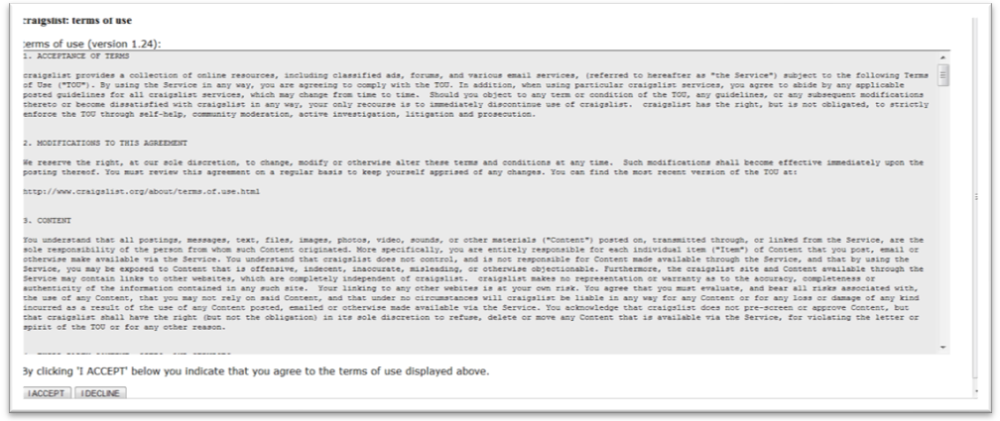 craigslist: terms of use
terms of use (version 1.24):
1. ACCEPTANCE OF TERMS
craigslist provides a collection of online resources, including classified ads, forums, and various email services, (referred to hereafter as "the Service") subject to the following Terms
of Use ("TOU"). By using the Service in any way, you are agreeing to comply with the TOU. In addition, when using particular craigslist services, you agree to abide by any applicable
posted guidelines for all craigslist services, which may change from time to time.  Should you object to any term or condition of the TOU, any guidelines, or any subsequent modifications
thereto or become dissatisfied with craigslist in any way, your only recourse is to immediately discontinue use of craigslist.  craigslist has the right, but is not obligated, to strictly
enforce the TOU through self-help, community moderation, active investigation, litigation and prosecution.
2. MODIFICATIONS TO THIS AGREEMENT
We reserve the right, at our sole discretion, to change, modify or otherwise alter these terms and conditions at any time.  Such modifications shall become effective immediately upon the
posting thereof. You must review this agreement on a regular basis to keep yourself apprised of any changes. You can find the most recent version of the TOU at:
http://www.craigslist.org/about/terms.of.use.html
3. CONTENT
You understand that all postings, messages, text, files, images, photos, video, sounds, or other materials ("Content") posted on, transmitted through, or linked from the Service, are the
sole responsibility of the person from whom such Content originated. More specifically, you are entirely responsible for each individual item ("Item") of Content that you post, email or
otherwise make available via the Service. You understand that craigslist does not control, and is not responsible for Content made available through the Service, and that by using the
Service, you may be exposed to Content that is offensive, indecent, inaccurate, misleading, or otherwise objectionable. Furthermore, the craigslist site and Content available through the
Service may contain links to other websites, which are completely independent of craigslist.  craigslist makes no representation or warranty as to the accuracy, completeness or
authenticity of the information contained in any such site.  Your linking to any other websites is at your own risk. You agree that you must evaluate, and bear all risks associated with,
the use of any Content, that you may not rely on said Content, and that under no circumstances will craigslist be liable in any way for any Content or for any loss or damage of any kind
incurred as a result of the use of any Content posted, emailed or otherwise made available via the Service. You acknowledge that craigslist does not pre-screen or approve Content, but
that craigslist shall have the right (but not the obligation) in its sole discretion to refuse, delete or move any Content that is available via the Service, for violating the letter or
spirit of the TOU or for any other reason.
By clicking 'I ACCEPT' below you indicate that you agree to the terms of use displayed above.
I ACCEPT I DECLINE